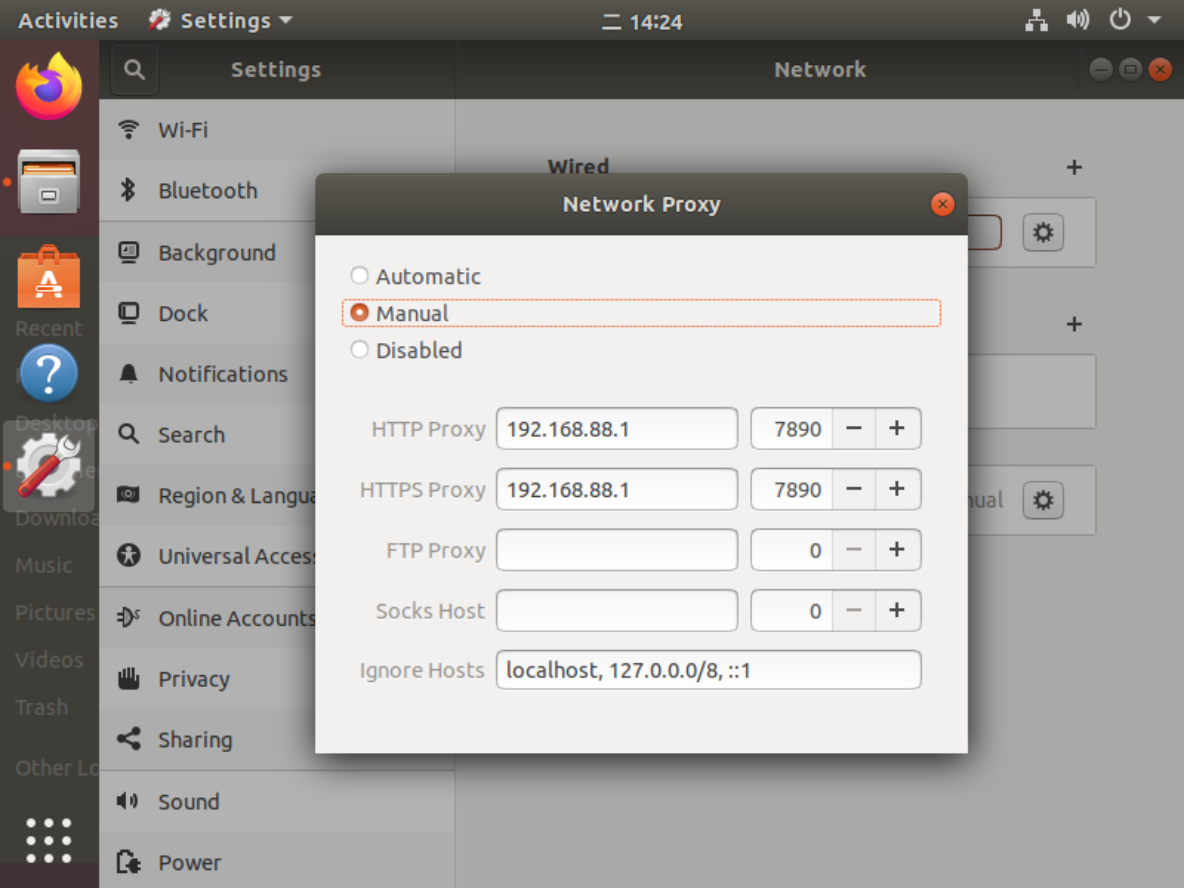 Activities Settings 二 14:24
Settings Network
Wi-Fi
Wired
Bluetooth
Network Proxy
Background
Automatic
Dock
Manual
Recent
Disabled
Notifications
Desktop
HTTP Proxy 192.168.88.1 7890
Search
HTTPS Proxy 192.168.88.1 7890
Region & Langua
nual
Downloa
FTP Proxy 0
Universal Acces
Music
Socks Host 0
Pictures
Online Accounts
Ignore Hosts localhost, 127.0.0.0/8, ::1
Videos
Privacy
Trash
Sharing
Other Lo
Sound
Power